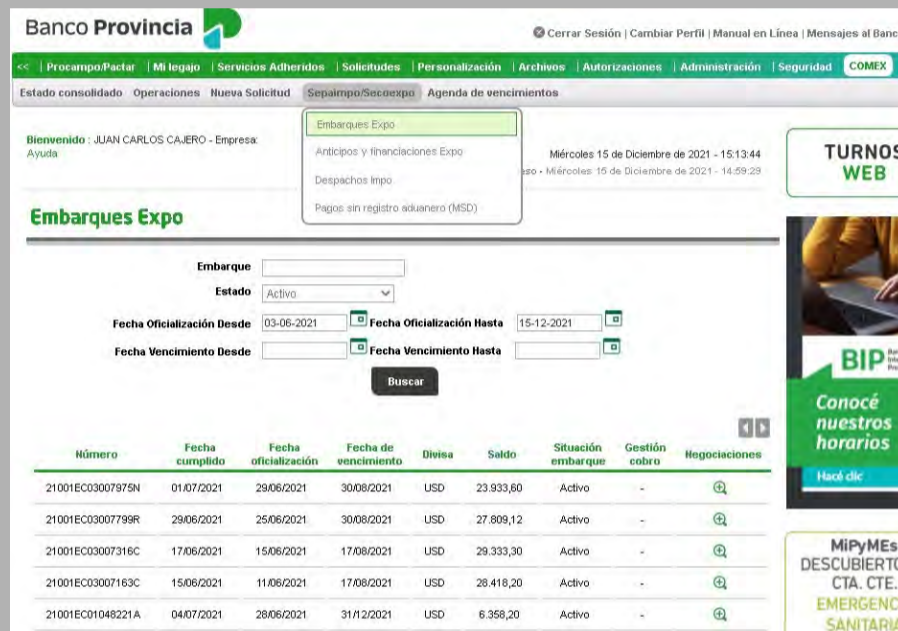 Banco Provincia
Cerrar Sesión | Cambiar Perfil | Manual en Línea | Mensajes al Banc
<< | Procampo/Pactar | Mi legajo | Servicios Adheridos | Solicitudes | Personalización | Archivos | Autorizaciones | Administración | Seguridad COMEX
Estado consolidado Operaciones Nueva Solicitud Sepaimpo/Secoexpo Agenda de vencimientos
Embarques Expo
Anticipos y financiaciones Expo
Despachos Impo
Pagos sin registro aduanero (MSD)
Bienvenido : JUAN CARLOS CAJERO - Empresa:
Ayuda
Miércoles 15 de Diciembre de 2021 - 15:13:44
Miércoles 15 de Diciembre de 2021 - 14:59:29
TURNOS
WEB
Embarques Expo
Embarque
Estado Activo
Fecha Oficialización Desde 03-06-2021 Fecha Oficialización Hasta 15-12-2021
Fecha Vencimiento Desde Fecha Vencimiento Hasta
Buscar
BIP
Conocé
nuestros
horarios
Hacé clic
Número Fecha cumplido Fecha oficialización Fecha de vencimiento Divisa Saldo Situación embarque Gestión cobro Negociaciones
21001EC03007975N 01/07/2021 29/06/2021 30/08/2021 USD 23.933,60 Activo -
21001EC03007799R 29/06/2021 25/06/2021 30/08/2021 USD 27.809,12 Activo -
21001EC03007316C 17/06/2021 15/06/2021 17/08/2021 USD 29.333,30 Activo -
21001EC03007163C 15/06/2021 11/06/2021 17/08/2021 USD 28.418,20 Activo -
21001EC01048221A 04/07/2021 28/06/2021 31/12/2021 USD 6.358,20 Activo -
MiPyMEs
DESCUBIERTO
CTA. CTE.
EMERGENC
SANITARIA